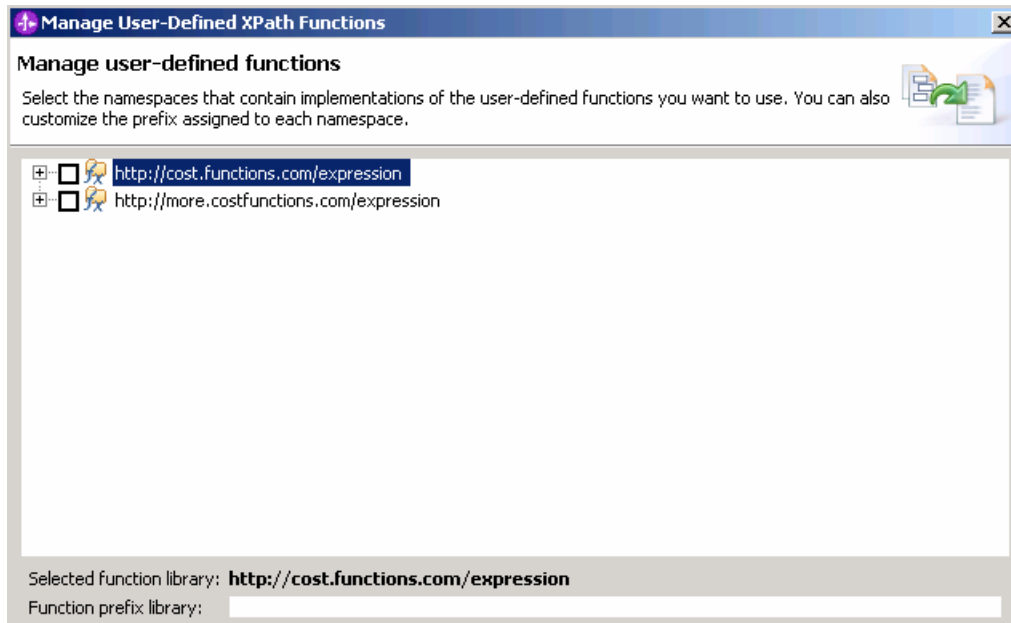 Manage User-Defined XPath Functions
Manage user-defined functions
Select the namespaces that contain implementations of the user-defined functions you want to use. You can also
customize the prefix assigned to each namespace.
http://cost.functions.com/expression
http://more.costfunctions.com/expression
Selected function library: http://cost.functions.com/expression
Function prefix library: